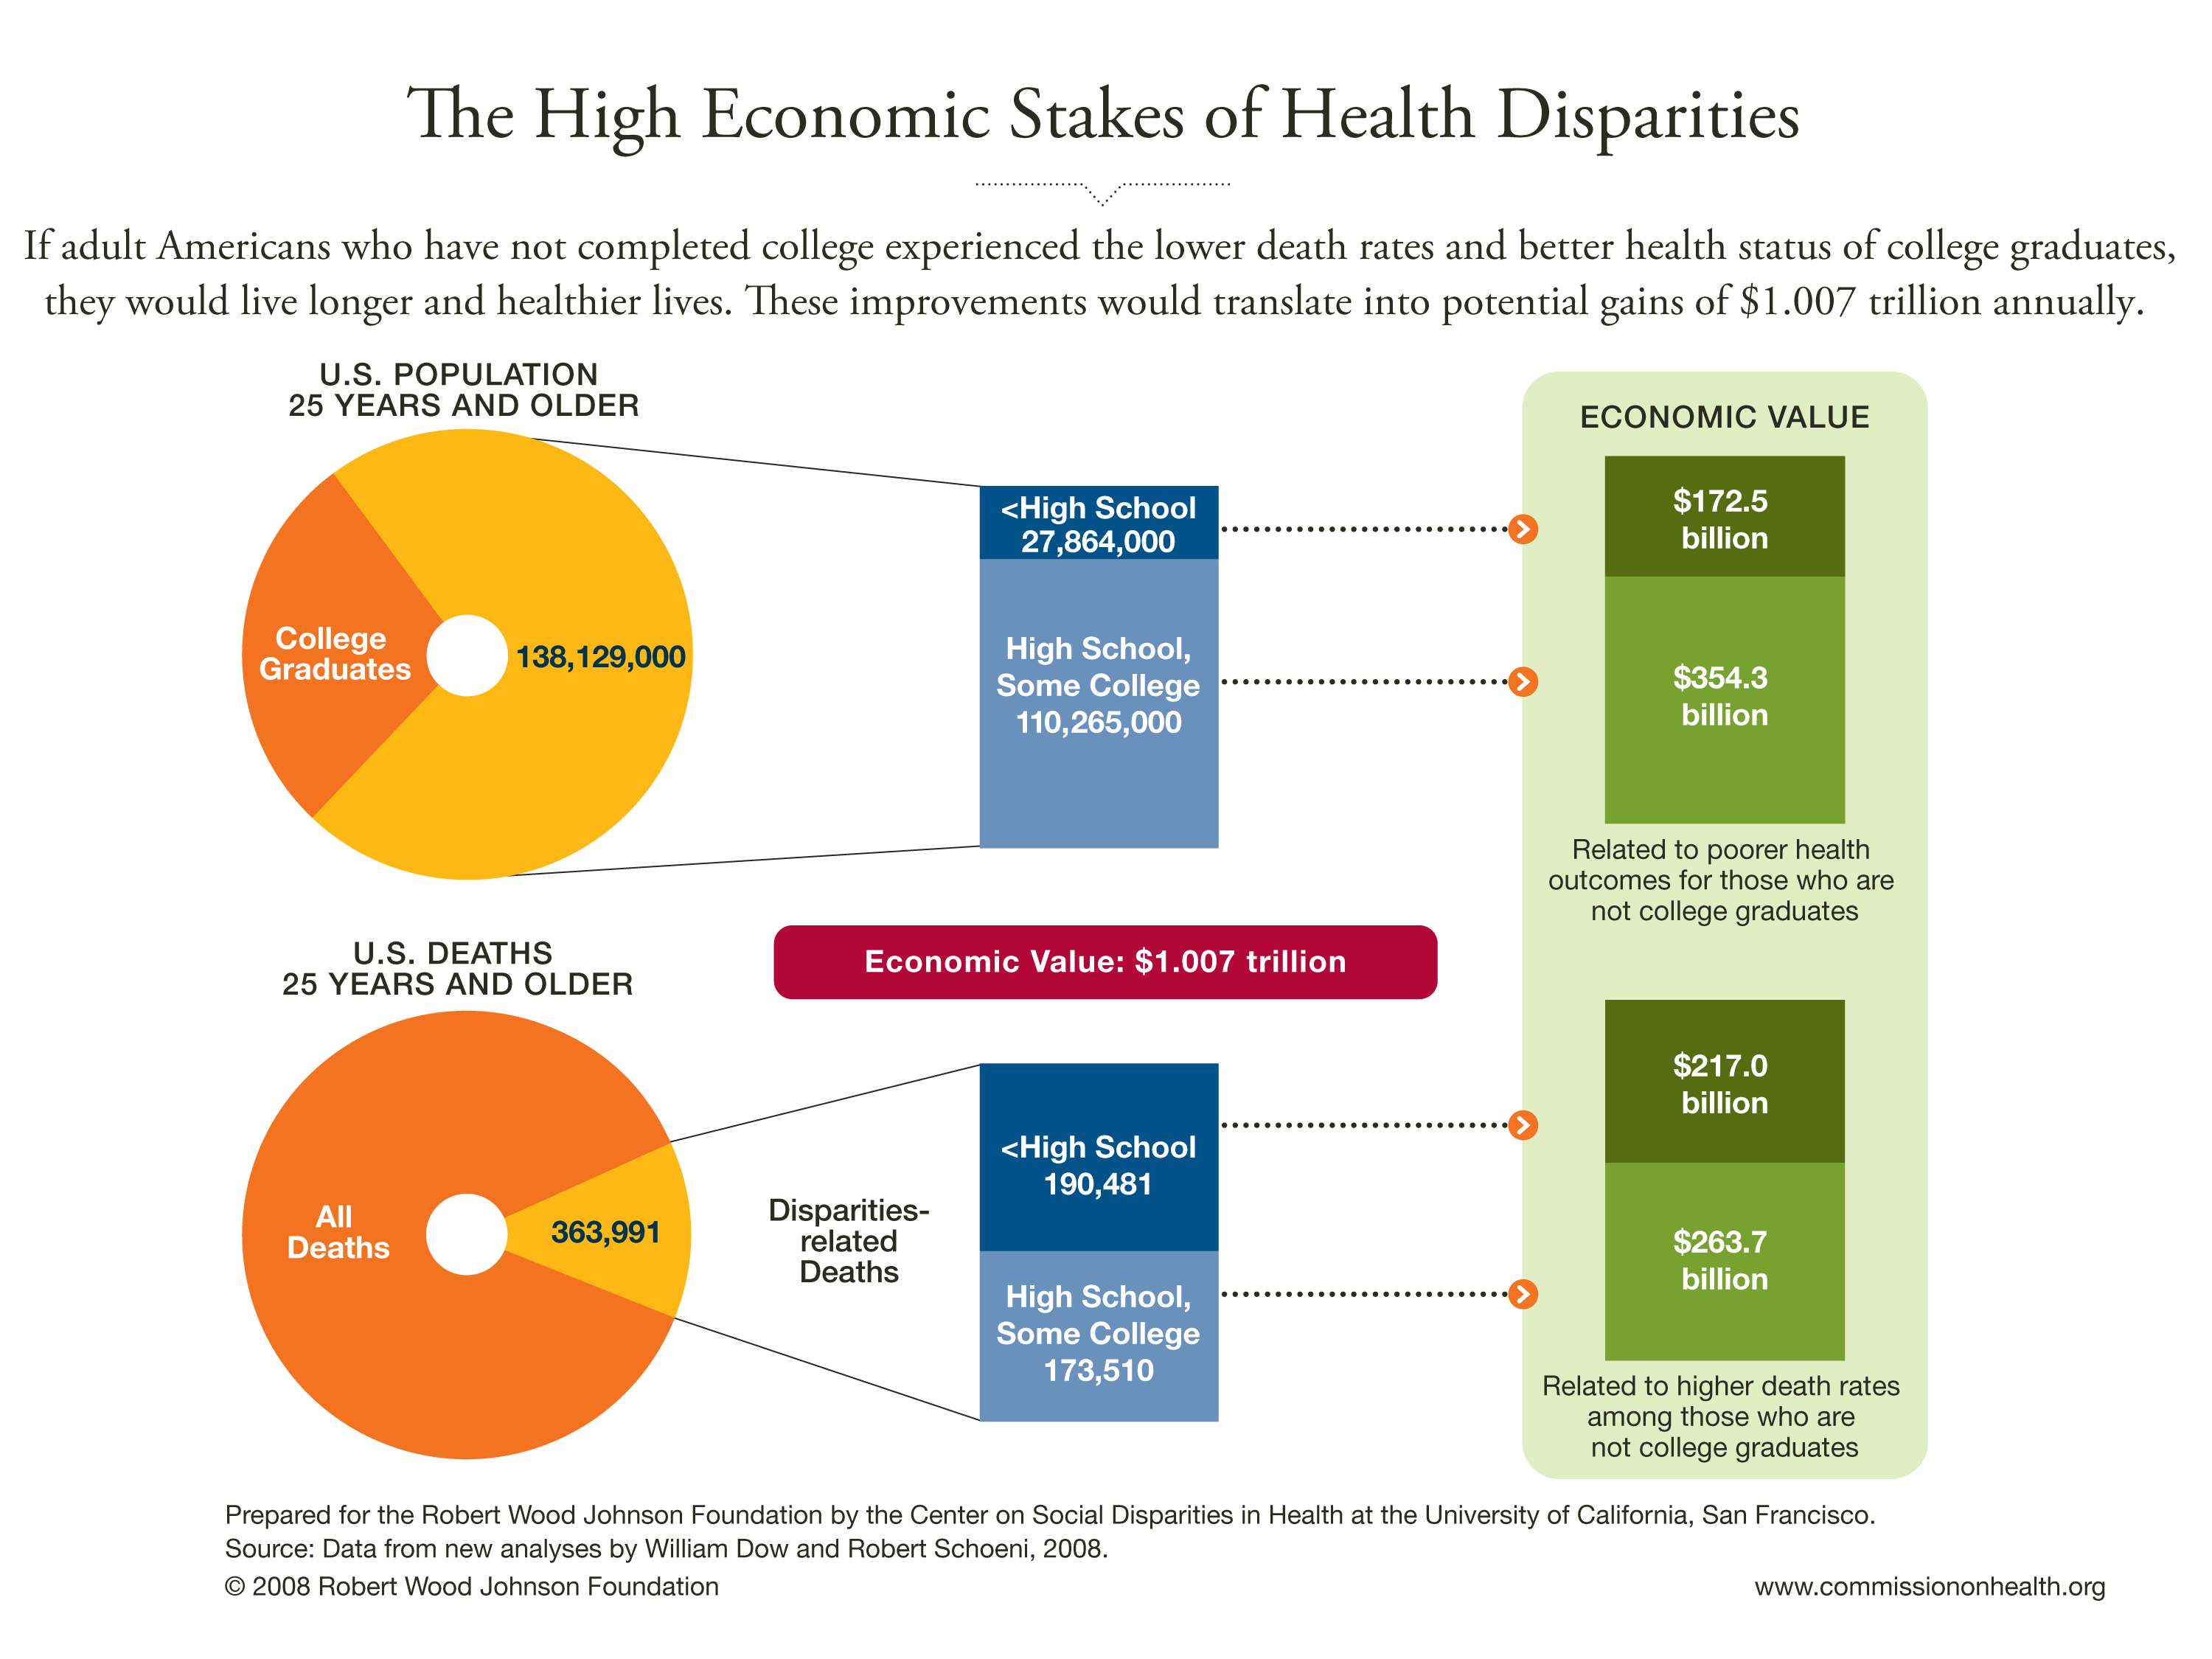 The High Economic Stakes of Health Disparities
If adult Americans who have not completed college experienced the lower death rates and better health status of college graduates,
they would live longer and healthier lives. These improvements would translate into potential gains of $1.007 trillion annually.
U.S. POPULATION
25 YEARS AND OLDER
College
Graduates
138,129,000
<High School
27,864,000
High School,
Some College
110,265,000
ECONOMIC VALUE
$172.5
billion
$354.3
billion
Related to poorer health
outcomes for those who are
not college graduates
Economic Value: $1.007 trillion
U.S. DEATHS
25 YEARS AND OLDER
All
Deaths
363,991
Disparities-
related
Deaths
<High School
190,481
High School,
Some College
173,510
$217.0
billion
$263.7
billion
Related to higher death rates
among those who are
not college graduates
Prepared for the Robert Wood Johnson Foundation by the Center on Social Disparities in Health at the University of California, San Francisco.
Source: Data from new analyses by William Dow and Robert Schoeni, 2008.
© 2008 Robert Wood Johnson Foundation
www.commissiononhealth.org